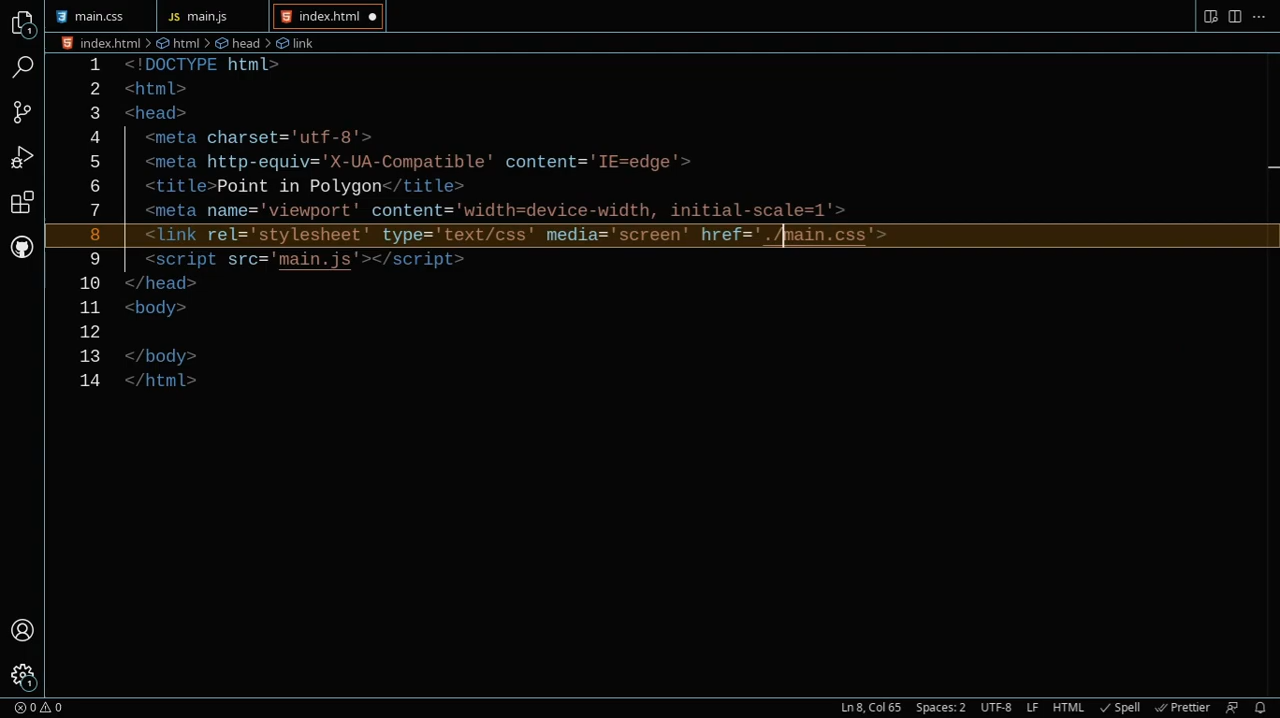 main.css JS main.js index.html
index.html > html > head > link
1 <!DOCTYPE html>
2 <html>
3 <head>
4 <meta charset='utf-8'>
5 <meta http-equiv='X-UA-Compatible' content='IE=edge'>
6 <title>Point in Polygon</title>
7 <meta name='viewport' content='width=device-width, initial-scale=1'>
8 <link rel='stylesheet' type='text/css' media='screen' href='./main.css'>
9 <script src='main.js'></script>
10 </head>
11 <body>
12
13 </body>
14 </html>
1
1
0 0 Ln 8, Col 65 Spaces: 2 UTF-8 LF HTML Spell Prettier